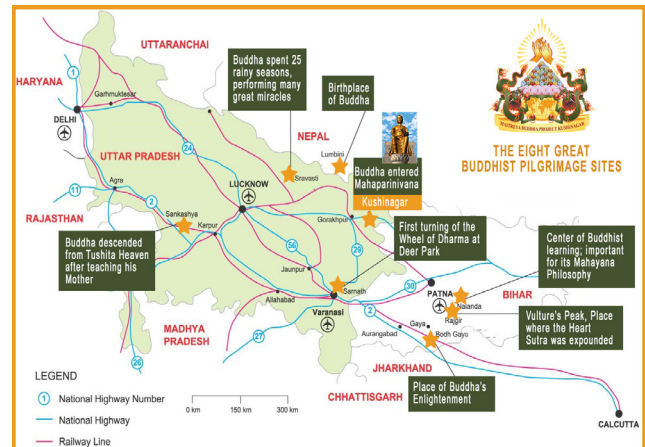 UTTARANCHAI
HARYANA
1
Garhmuktesar
DELHI
Buddha spent 25
rainy seasons,
performing many
great miracles
Birthplace
of Buddha
MAITREYA BUDDHA PROJECT KUSHINAGAR
THE EIGHT GREAT
BUDDHIST PILGRIMAGE SITES
NEPAL
Lumbini
24
UTTAR PRADESH
Sravasti
Buddha entered
Mahaparinivana
Kushinagar
Agra
11
2
LUCKNOW
Gorakhpur
RAJASTHAN
Sankashya
Kerpur
Buddha descended
from Tushita Heaven
after teaching his
Mother
56
29
First turning of the
Wheel of Dharma at
Deer Park
Center of Buddhist
learning; important
for its Mahayana
Philosophy
Jaunpur
Sarnath
30
PATNA
Nalanda
BIHAR
Allahabad
Varanasi
2
Rajgir
Vulture's Peak, Place
where the Heart
Sutra was expounded
MADHYA
PRADESH
27
Aurangabad
Gaya
Bodh Gaya
26
JHARKHAND
CHHATTISGARH
Place of Buddha's
Enlightenment
LEGEND
1 National Highway Number
National Highway
Railway Line
0 km 150 km 300 km
CALCUTTA